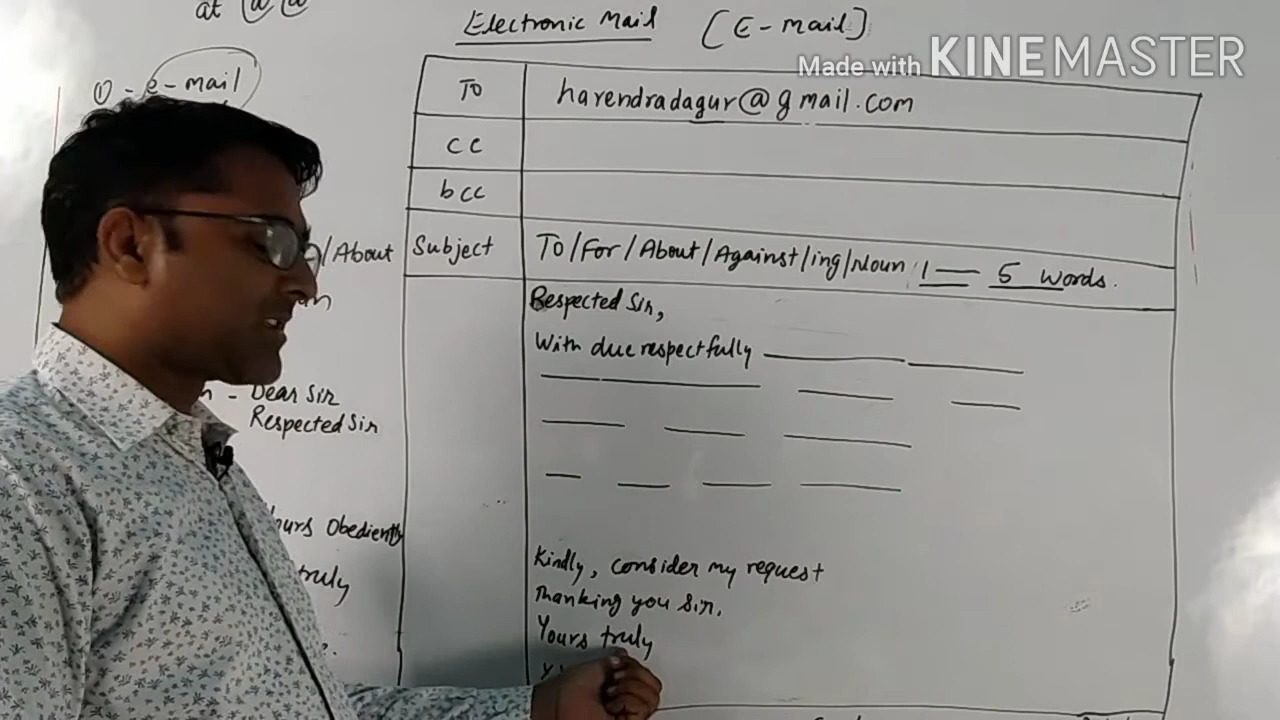 at @ @
Electronic Mail [E-mail]
Made with KINEMASTER
① - e-mail
To harendradagur@gmail.com
cc
bcc
/About
Subject To/For/About/Against/ing/Noun 1 — 5 words.
Respected Sir,
With due respectfully
Dear Sir
Respected Sir
Yours Obediently
truly
Kindly, consider my request
Thanking you Sir.
Yours truly